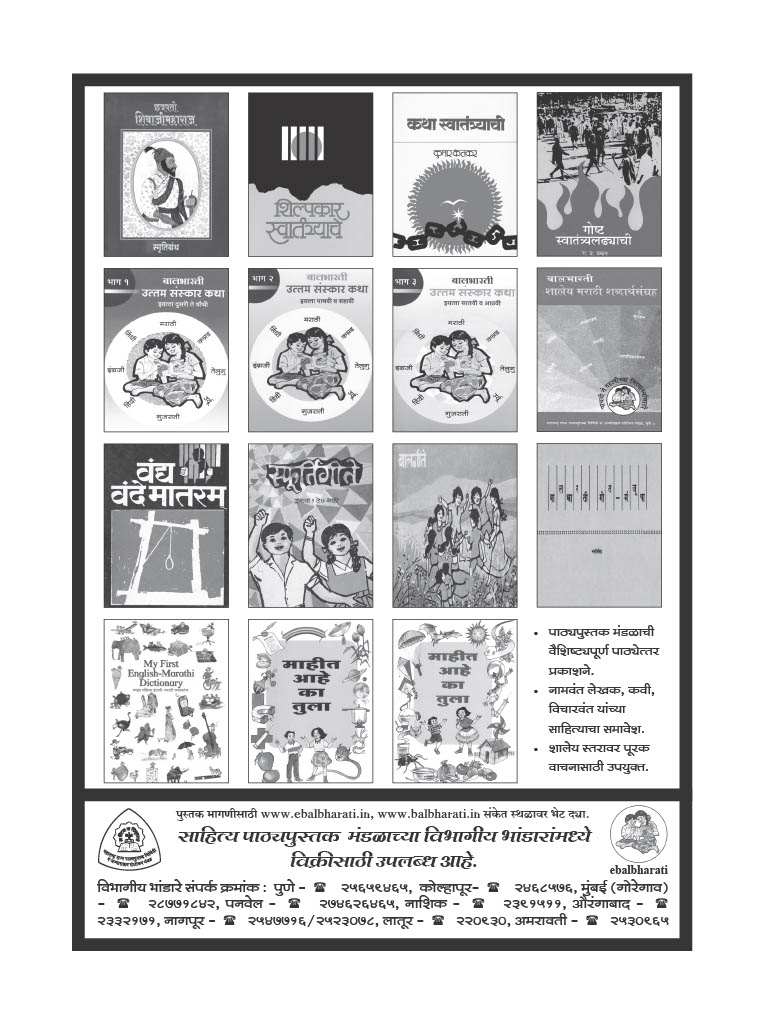 छत्रपती
शिवाजीमहाराज
स्मृतिग्रंथ
शिल्पकार
स्वातंत्र्याचे
कथा स्वातंत्र्याची
कुमार केतकर
गोष्ट
स्वातंत्र्यलढ्याची
ग. प्र. प्रधान
भाग १
बालभारती
उत्तम संस्कार कथा
इयत्ता दुसरी ते चौथी
मराठी
हिंदी
कन्नड
इंग्रजी
तेलुगु
सिंधी
उर्दू
गुजराती
भाग २
बालभारती
उत्तम संस्कार कथा
इयत्ता पाचवी व सहावी
मराठी
हिंदी
कन्नड
इंग्रजी
तेलुगु
सिंधी
उर्दू
गुजराती
भाग ३
बालभारती
उत्तम संस्कार कथा
इयत्ता सातवी व आठवी
मराठी
हिंदी
कन्नड
इंग्रजी
तेलुगु
सिंधी
उर्दू
गुजराती
बालभारती
शालेय मराठी शब्दार्थसंग्रह
वंद्य
वंदे मातरम
स्फूर्तीगीते
बालगीते
My First
English-Marathi
Dictionary
माहीत
आहे
का
तुला
माहीत
आहे
का
तुला
• पाठ्यपुस्तक मंडळाची
वैशिष्ट्यपूर्ण पाठ्येत्तर
प्रकाशने.
• नामवंत लेखक, कवी,
विचारवंत यांच्या
साहित्याचा समावेश.
• शालेय स्तरावर पूरक
वाचनासाठी उपयुक्त.
पुस्तक मागणीसाठी www.ebalbharati.in, www.balbharati.in संकेत स्थळावर भेट द्या.
साहित्य पाठ्यपुस्तक मंडळाच्या विभागीय भांडारांमध्ये
विक्रीसाठी उपलब्ध आहे.
ebalbharati
विभागीय भांडारे संपर्क क्रमांक : पुणे - ☎ २५६५९४६५, कोल्हापूर- ☎ २४६८५७६, मुंबई (गोरेगाव)
- ☎ २८७७१८४२, पनवेल - ☎ २७४६२६४६५, नाशिक - ☎ २३९१५११, औरंगाबाद - ☎
२३३२१७१, नागपूर - ☎ २५४७७१६/२५२३०७८, लातूर - ☎ २२०९३०, अमरावती - ☎ २५३०९६५